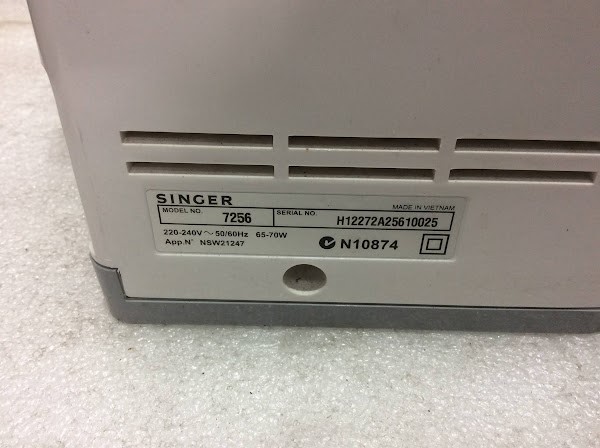 SINGER
MADE IN VIETNAM
MODEL NO. 7256 SERIAL NO. H12272A25610025
220-240V ~ 50/60Hz 65-70W
App.N° NSW21247
N10874